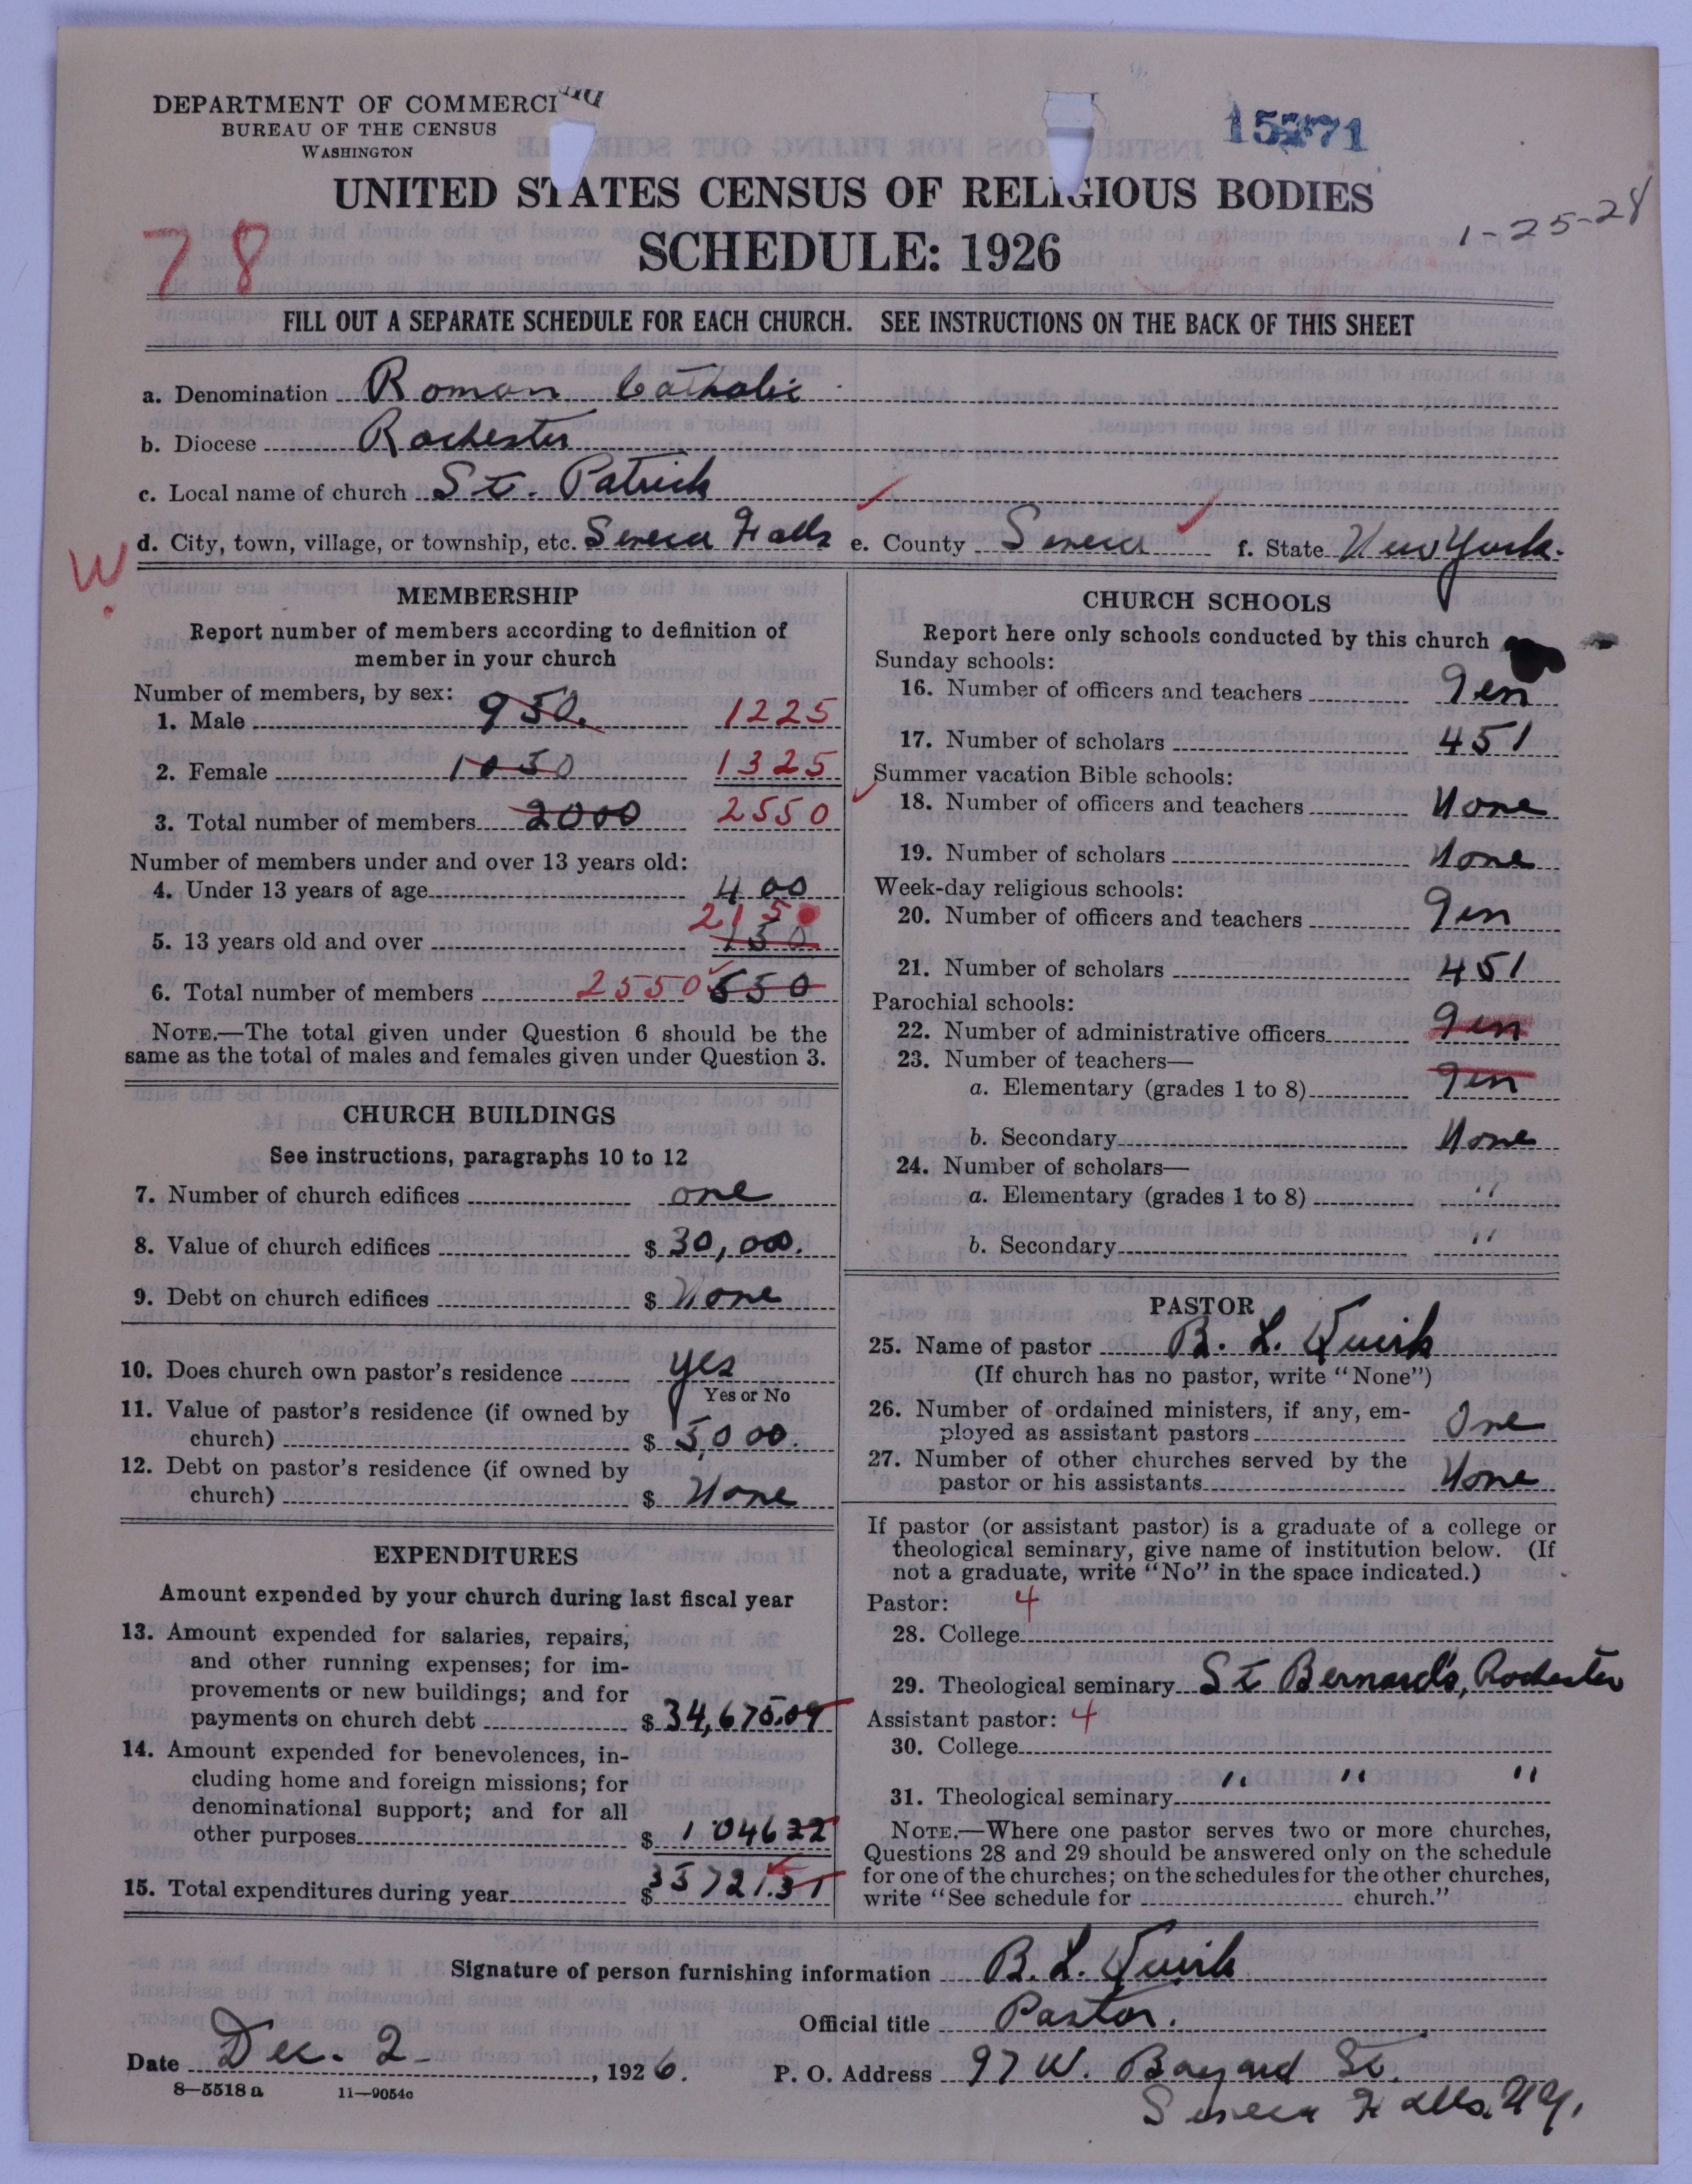 DEPARTMENT OF COMMERCE
BUREAU OF THE CENSUS
WASHINGTON
UNITED STATES CENSUS OF RELIGIOUS BODIES
1-25-28
78
SCHEDULE: 1926
FILL OUT A SEPARATE SCHEDULE FOR EACH CHURCH. SEE INSTRUCTIONS ON THE BACK OF THIS SHEET
a. Denomination Roman Catholic
b. Diocese Rochester
c. Local name of church St. Patrick
W.
d. City, town, village, or township, etc. Seneca Falls e. County Seneca f. State New York.
MEMBERSHIP
Report number of members according to definition of
member in your church
Number of members, by sex:
1. Male 950. 1225
2. Female 1050 1325
3. Total number of members 2000 2550
Number of members under and over 13 years old:
4. Under 13 years of age 400
2150
5. 13 years old and over 150
6. Total number of members 2550 550
NOTE.—The total given under Question 6 should be the
same as the total of males and females given under Question 3.
CHURCH BUILDINGS
See instructions, paragraphs 10 to 12
7. Number of church edifices one
8. Value of church edifices $ 30,000.
9. Debt on church edifices $ None
10. Does church own pastor's residence yes
Yes or No
11. Value of pastor's residence (if owned by
church) $ 5,000.
12. Debt on pastor's residence (if owned by
church) $ None
EXPENDITURES
Amount expended by your church during last fiscal year
13. Amount expended for salaries, repairs,
and other running expenses; for im-
provements or new buildings; and for
payments on church debt $ 34,675.09
14. Amount expended for benevolences, in-
cluding home and foreign missions; for
denominational support; and for all
other purposes $ 1046 22
15. Total expenditures during year $ 35721.31
CHURCH SCHOOLS
Report here only schools conducted by this church
Sunday schools:
16. Number of officers and teachers Ten
17. Number of scholars 451
Summer vacation Bible schools:
18. Number of officers and teachers None
19. Number of scholars None
Week-day religious schools:
20. Number of officers and teachers Ten
21. Number of scholars 451
Parochial schools:
22. Number of administrative officers Ten
23. Number of teachers—
a. Elementary (grades 1 to 8) Ten
b. Secondary None
24. Number of scholars—
a. Elementary (grades 1 to 8) "
b. Secondary "
PASTOR
25. Name of pastor B. L. Quirk
(If church has no pastor, write "None")
26. Number of ordained ministers, if any, em-
ployed as assistant pastors One
27. Number of other churches served by the
pastor or his assistants None
If pastor (or assistant pastor) is a graduate of a college or
theological seminary, give name of institution below. (If
not a graduate, write "No" in the space indicated.)
Pastor: 4
28. College
29. Theological seminary St Bernard's, Rochester
Assistant pastor: 4
30. College
31. Theological seminary " " "
NOTE.—Where one pastor serves two or more churches,
Questions 28 and 29 should be answered only on the schedule
for one of the churches; on the schedules for the other churches,
write "See schedule for church."
Signature of person furnishing information B. L. Quirk
Official title Pastor.
Date Dec. 2 , 1926. P. O. Address 97 W. Bayard St.
8—5518 a 11—9054c
Seneca Falls, N.Y.